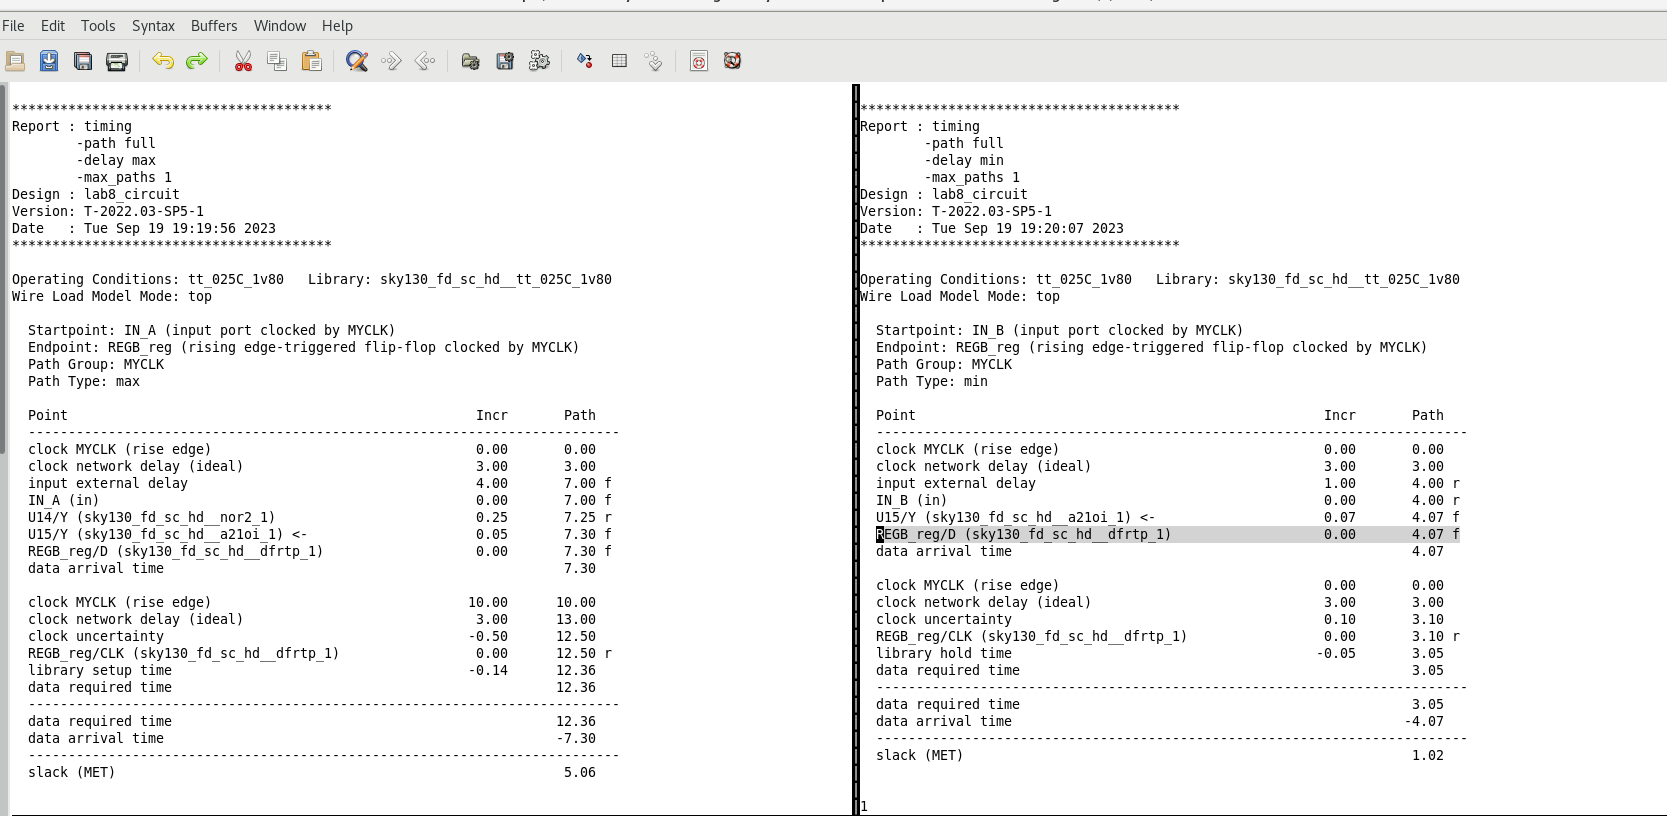 File Edit Tools Syntax Buffers Window Help
****************************************
Report : timing
        -path full
        -delay max
        -max_paths 1
Design : lab8_circuit
Version: T-2022.03-SP5-1
Date   : Tue Sep 19 19:19:56 2023
****************************************
Operating Conditions: tt_025C_1v80   Library: sky130_fd_sc_hd__tt_025C_1v80
Wire Load Model Mode: top
  Startpoint: IN_A (input port clocked by MYCLK)
  Endpoint: REGB_reg (rising edge-triggered flip-flop clocked by MYCLK)
  Path Group: MYCLK
  Path Type: max
  Point                                                   Incr       Path
  --------------------------------------------------------------------------
  clock MYCLK (rise edge)                                 0.00       0.00
  clock network delay (ideal)                             3.00       3.00
  input external delay                                    4.00       7.00 f
  IN_A (in)                                               0.00       7.00 f
  U14/Y (sky130_fd_sc_hd__nor2_1)                         0.25       7.25 r
  U15/Y (sky130_fd_sc_hd__a21oi_1) <-                     0.05       7.30 f
  REGB_reg/D (sky130_fd_sc_hd__dfrtp_1)                   0.00       7.30 f
  data arrival time                                                  7.30
  clock MYCLK (rise edge)                                10.00      10.00
  clock network delay (ideal)                             3.00      13.00
  clock uncertainty                                      -0.50      12.50
  REGB_reg/CLK (sky130_fd_sc_hd__dfrtp_1)                 0.00      12.50 r
  library setup time                                     -0.14      12.36
  data required time                                                12.36
  --------------------------------------------------------------------------
  data required time                                                12.36
  data arrival time                                                 -7.30
  --------------------------------------------------------------------------
  slack (MET)                                                        5.06
****************************************
Report : timing
        -path full
        -delay min
        -max_paths 1
Design : lab8_circuit
Version: T-2022.03-SP5-1
Date   : Tue Sep 19 19:20:07 2023
****************************************
Operating Conditions: tt_025C_1v80   Library: sky130_fd_sc_hd__tt_025C_1v80
Wire Load Model Mode: top
  Startpoint: IN_B (input port clocked by MYCLK)
  Endpoint: REGB_reg (rising edge-triggered flip-flop clocked by MYCLK)
  Path Group: MYCLK
  Path Type: min
  Point                                                   Incr       Path
  --------------------------------------------------------------------------
  clock MYCLK (rise edge)                                 0.00       0.00
  clock network delay (ideal)                             3.00       3.00
  input external delay                                    1.00       4.00 r
  IN_B (in)                                               0.00       4.00 r
  U15/Y (sky130_fd_sc_hd__a21oi_1) <-                     0.07       4.07 f
  REGB_reg/D (sky130_fd_sc_hd__dfrtp_1)                   0.00       4.07 f
  data arrival time                                                  4.07
  clock MYCLK (rise edge)                                 0.00       0.00
  clock network delay (ideal)                             3.00       3.00
  clock uncertainty                                       0.10       3.10
  REGB_reg/CLK (sky130_fd_sc_hd__dfrtp_1)                 0.00       3.10 r
  library hold time                                      -0.05       3.05
  data required time                                                 3.05
  --------------------------------------------------------------------------
  data required time                                                 3.05
  data arrival time                                                 -4.07
  --------------------------------------------------------------------------
  slack (MET)                                                        1.02
1